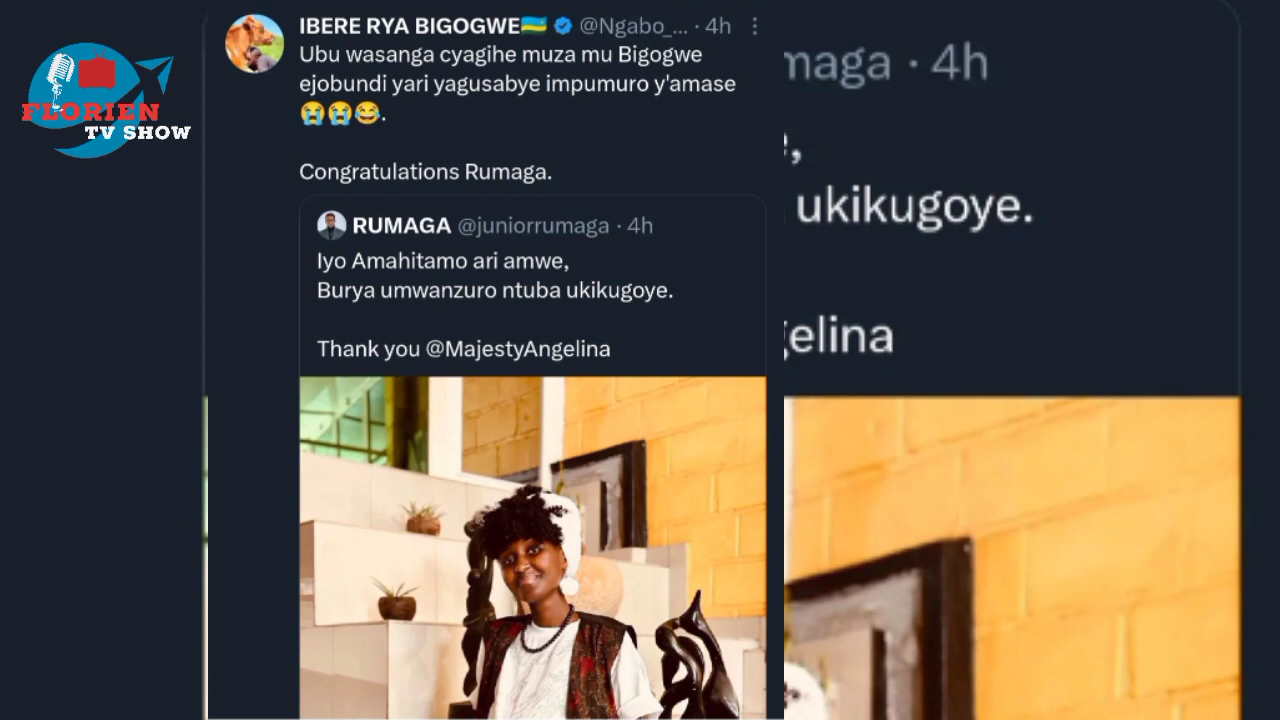 FLORIEN
TV SHOW
IBERE RYA BIGOGWE🇷🇼 @Ngabo_... · 4h
Ubu wasanga cyagihe muza mu Bigogwe
ejobundi yari yagusabye impumuro y'amase
😭😭😂.
Congratulations Rumaga.
RUMAGA @juniorrumaga · 4h
Iyo Amahitamo ari amwe,
Burya umwanzuro ntuba ukikugoye.
Thank you @MajestyAngelina
maga · 4h
e,
ukikugoye.
gelina